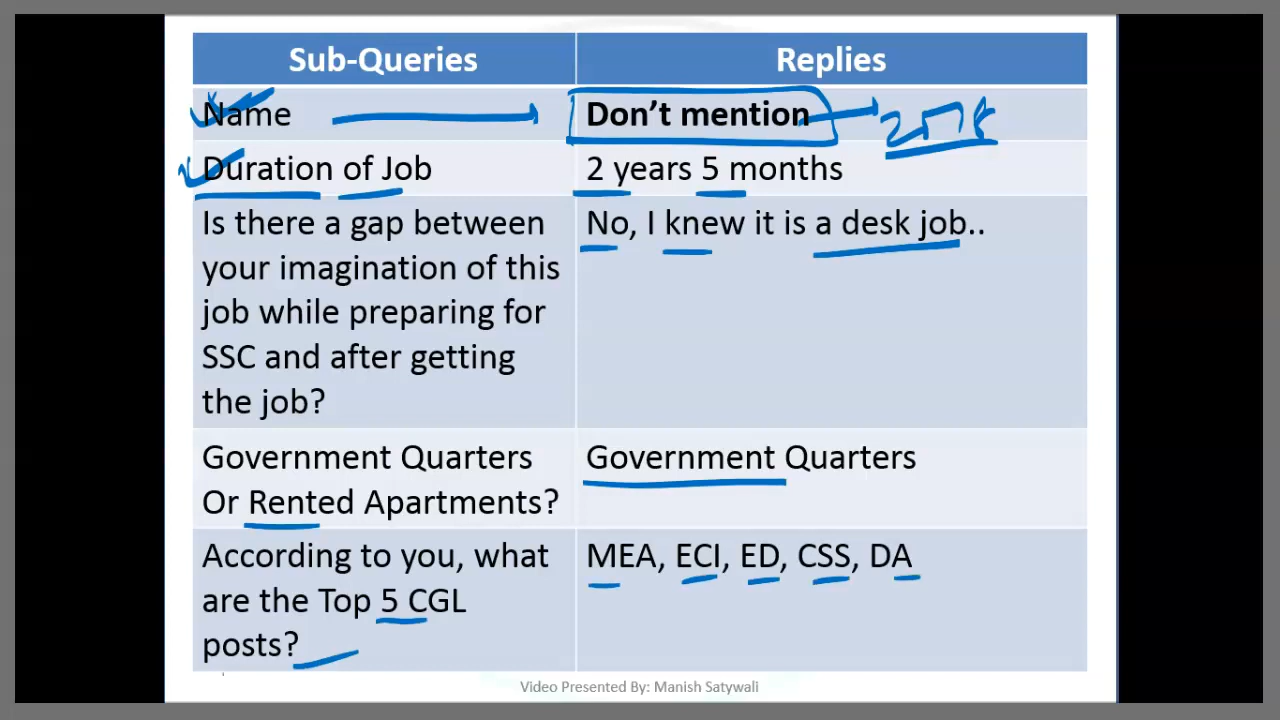 Sub-Queries Replies
Name Don't mention
Duration of Job 2 years 5 months
Is there a gap between No, I knew it is a desk job..
your imagination of this
job while preparing for
SSC and after getting
the job?
Government Quarters Government Quarters
Or Rented Apartments?
According to you, what MEA, ECI, ED, CSS, DA
are the Top 5 CGL
posts?
Video Presented By: Manish Satywali